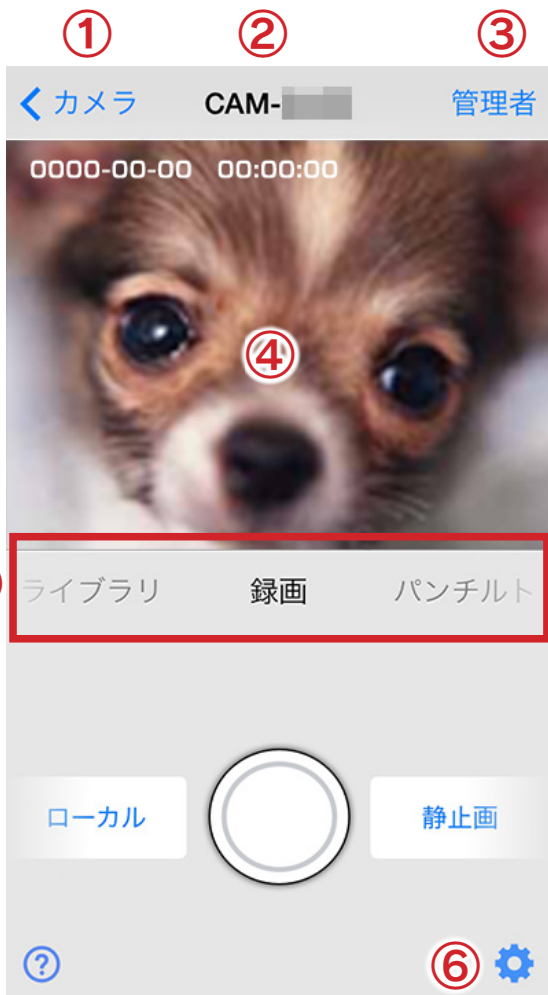 ① ② ③
カメラ CAM- 管理者
0000-00-00 00:00:00
④
ライブラリ 録画 パンチルト
ローカル 静止画
? ⑥